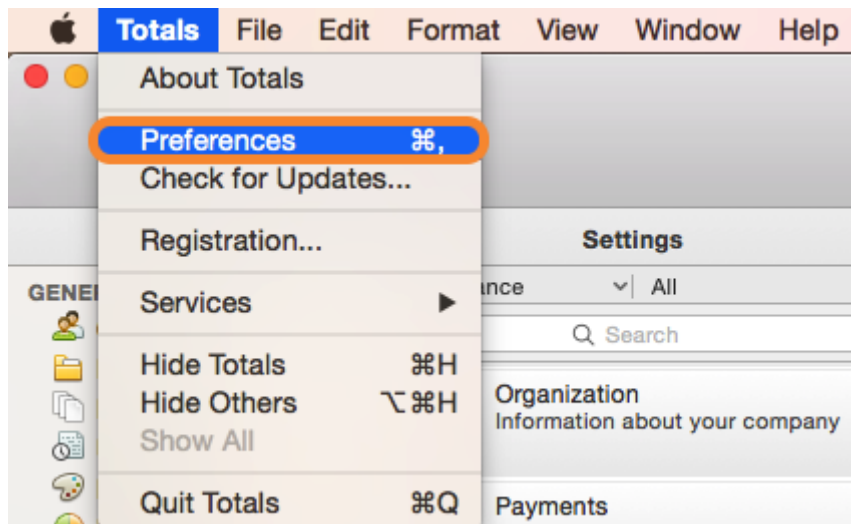 Totals File Edit Format View Window Help
About Totals
Preferences ⌘,
Check for Updates...
Registration...
Services ▶
Hide Totals ⌘H
Hide Others ⌥⌘H
Show All
Quit Totals ⌘Q
Settings
All
Search
Organization
Information about your company
Payments